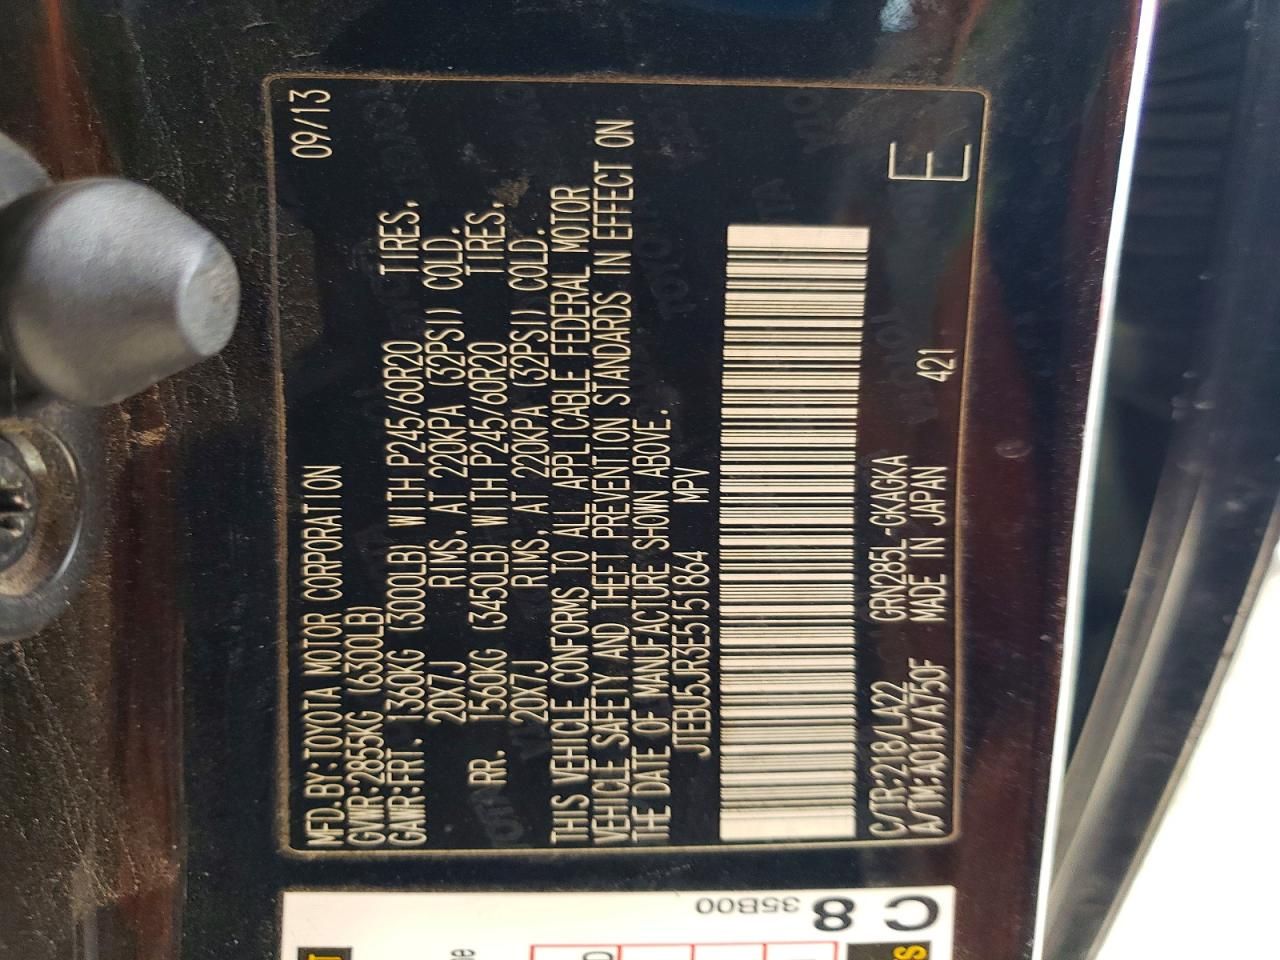 MFD.BY:TOYOTA MOTOR CORPORATION 09/13
GVWR:2855KG (6300LB)
GAWR:FRT. 1360KG (3000LB) WITH P245/60R20 TIRES,
20X7J RIMS, AT 220KPA (32PSI) COLD.
RR. 1560KG (3450LB) WITH P245/60R20 TIRES,
20X7J RIMS, AT 220KPA (32PSI) COLD.
THIS VEHICLE CONFORMS TO ALL APPLICABLE FEDERAL MOTOR
VEHICLE SAFETY AND THEFT PREVENTION STANDARDS IN EFFECT ON
THE DATE OF MANUFACTURE SHOWN ABOVE.
JTEBU5JR3E5151864 MPV
C/TR:218/LA22 GRN285L-GKAGKA
A/TM:A01A/A750F MADE IN JAPAN 421 E
C 8
35B00